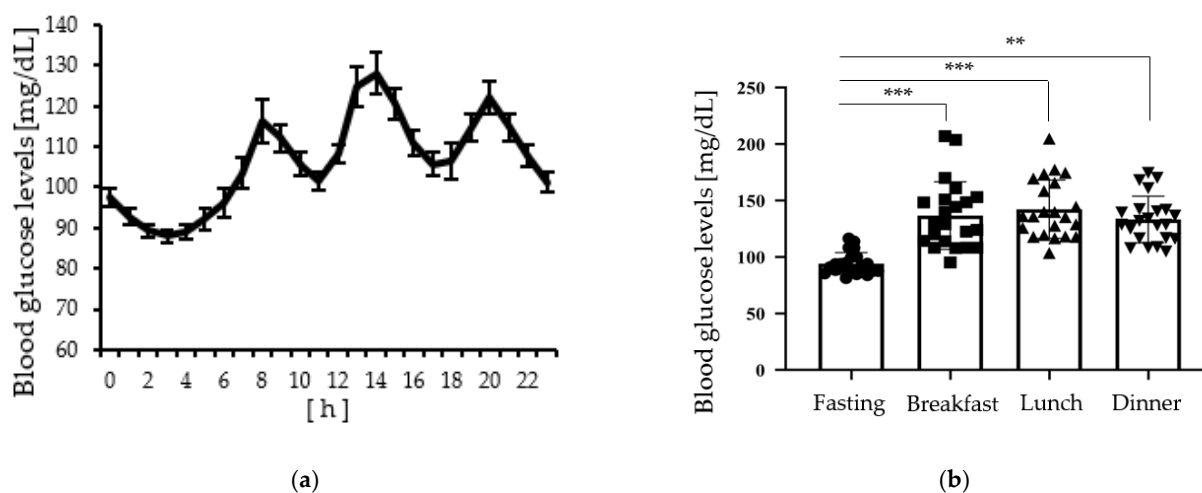 Blood glucose levels [mg/dL]
140
130
120
110
100
90
80
70
60
0 2 4 6 8 10 12 14 16 18 20 22
[ h ]
(a)
**
***
***
Blood glucose levels [mg/dL]
250
200
150
100
50
0
Fasting Breakfast Lunch Dinner
(b)